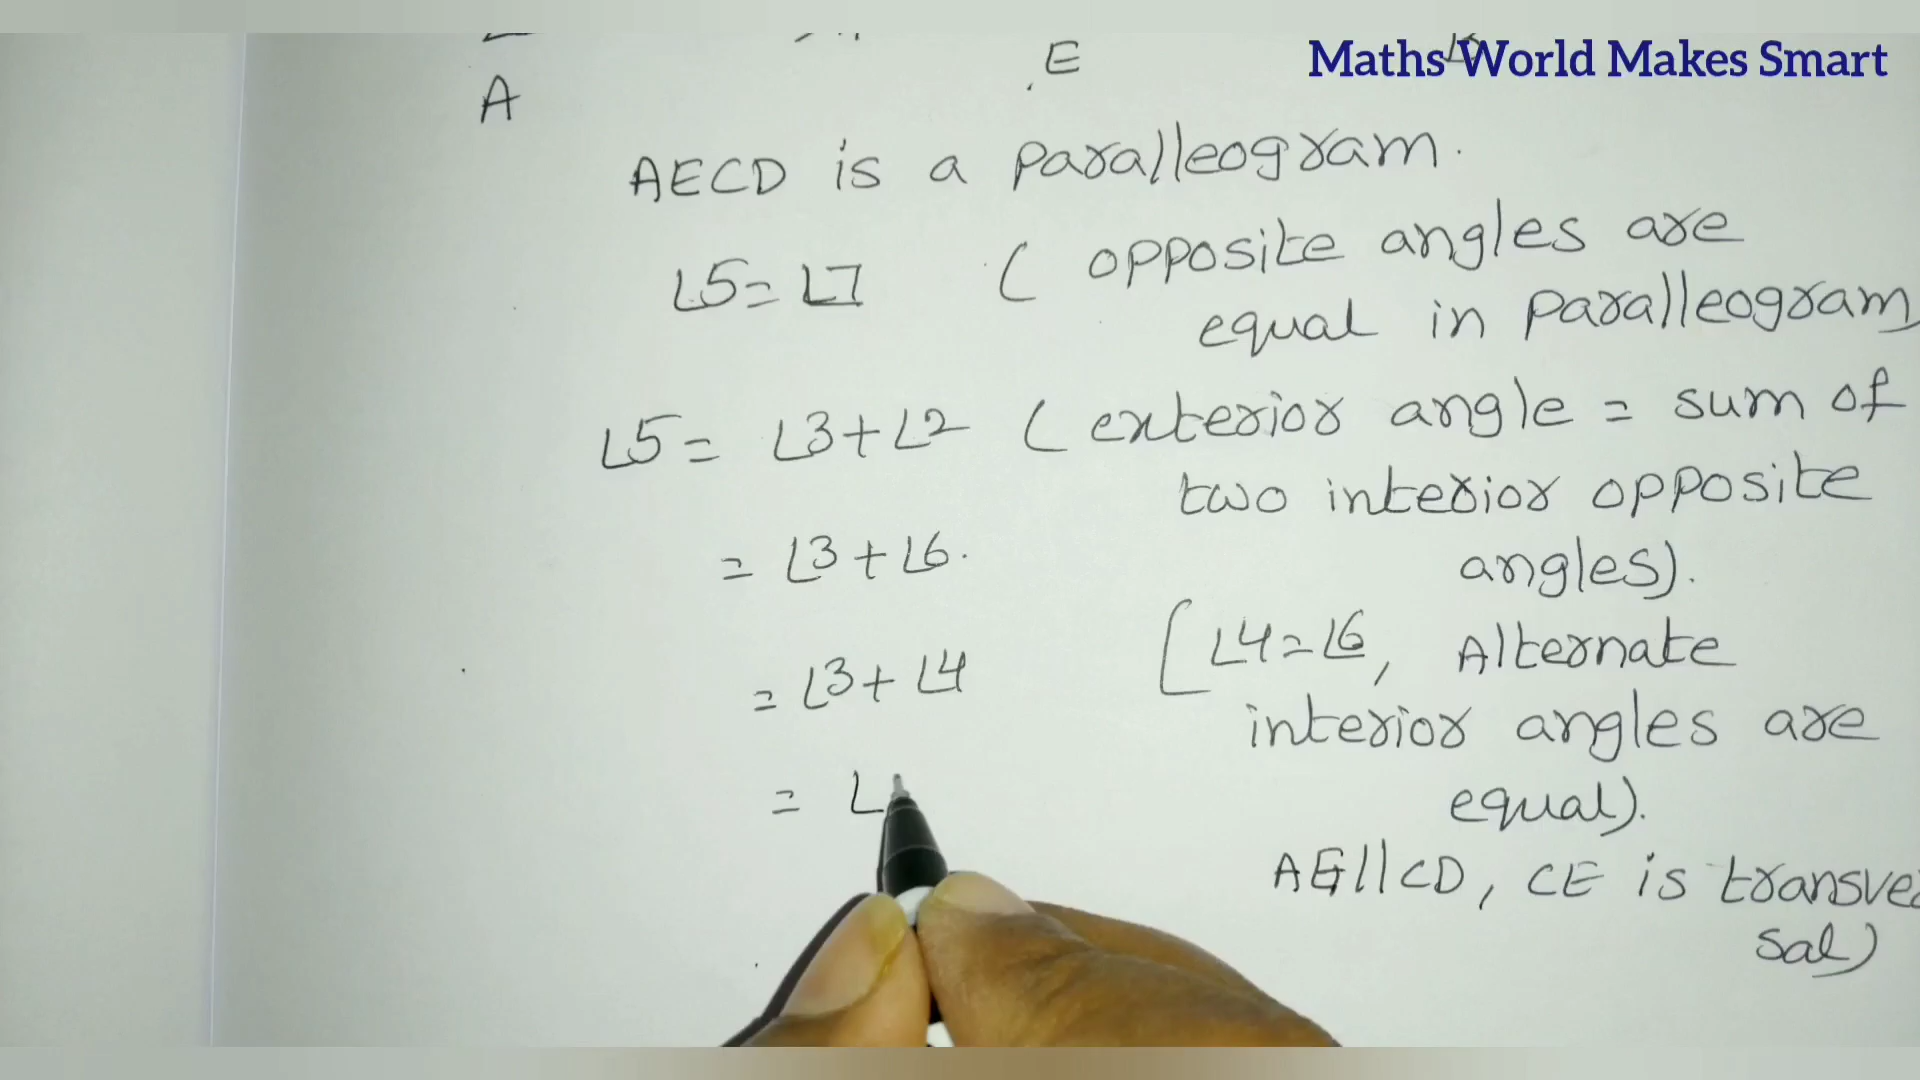 E
Maths World Makes Smart
A
AECD is a paralleogram.
∠5 = ∠7 ( opposite angles are
equal in paralleogram
∠5 = ∠3 + ∠2 ( exterior angle = sum of
two interior opposite
angles).
= ∠3 + ∠6.
[ ∠4 = ∠6, Alternate
= ∠3 + ∠4
interior angles are
= ∠
equal).
AE || CD, CE is transver
sal)